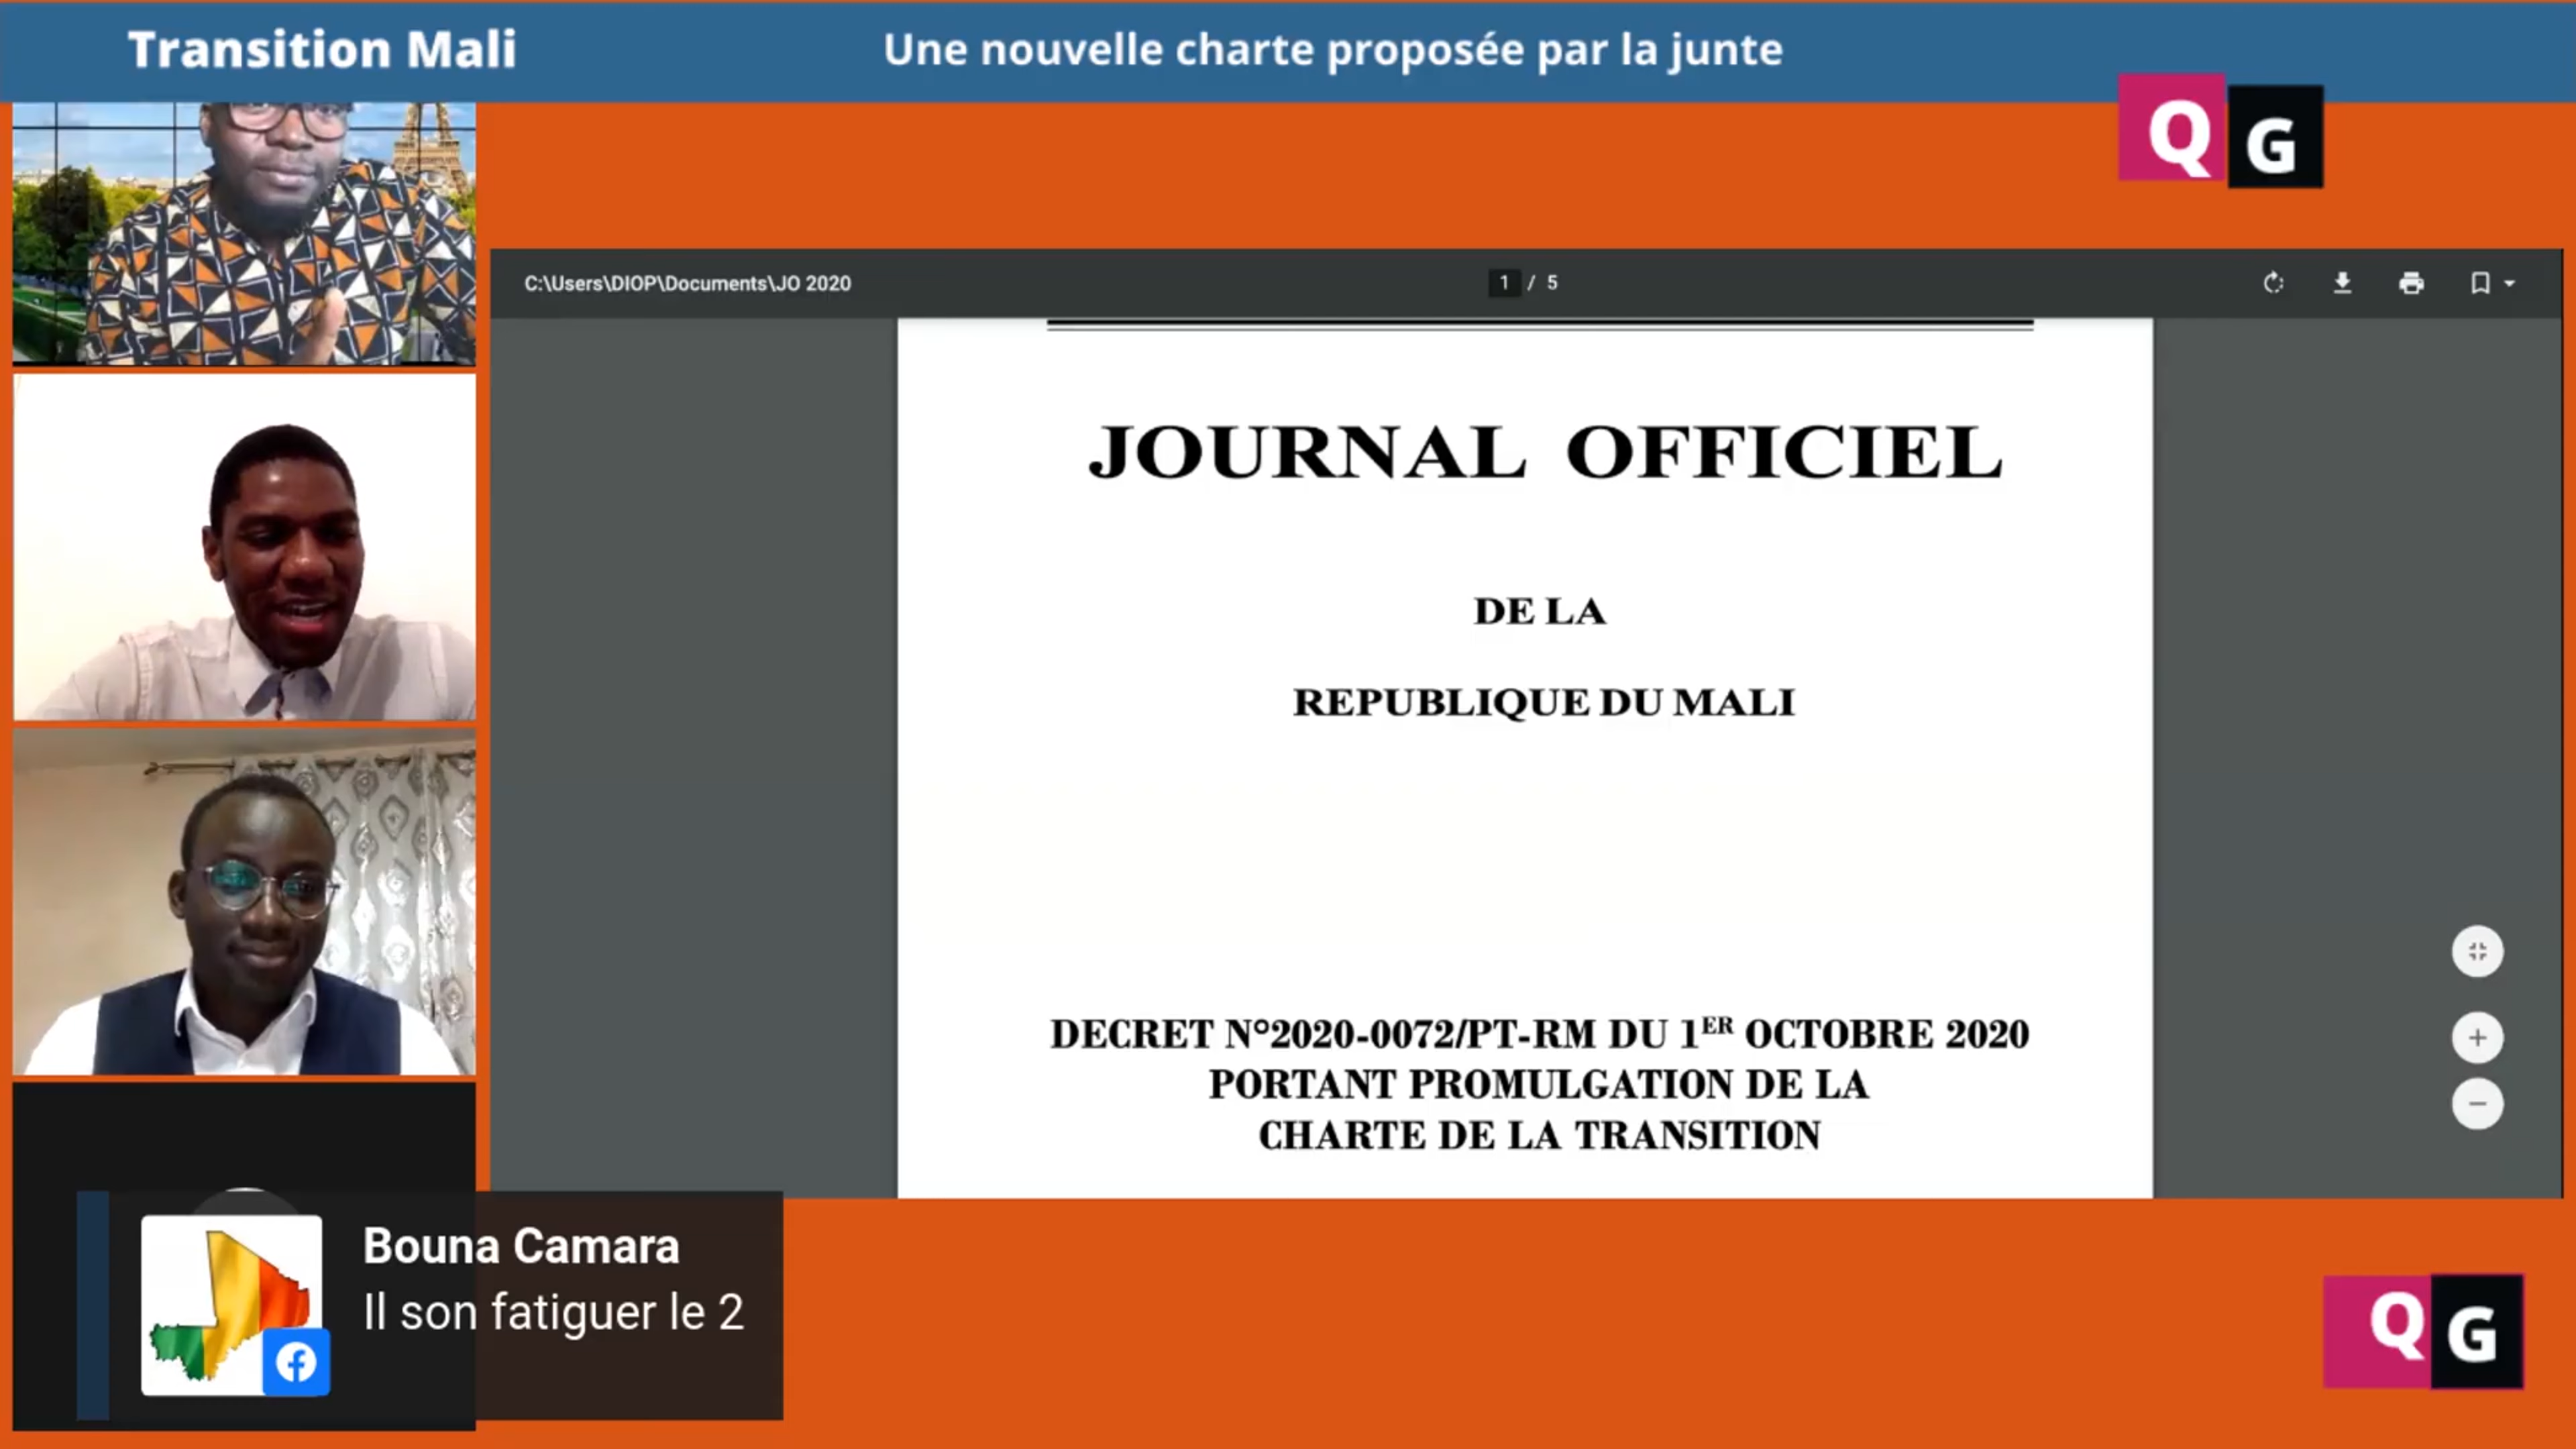 Transition Mali
Une nouvelle charte proposée par la junte
Q G
C:\Users\DIOP\Documents\JO 2020
1 / 5
JOURNAL OFFICIEL
DE LA
REPUBLIQUE DU MALI
DECRET N°2020-0072/PT-RM DU 1ER OCTOBRE 2020
PORTANT PROMULGATION DE LA
CHARTE DE LA TRANSITION
Bouna Camara
Il son fatiguer le 2
Q G